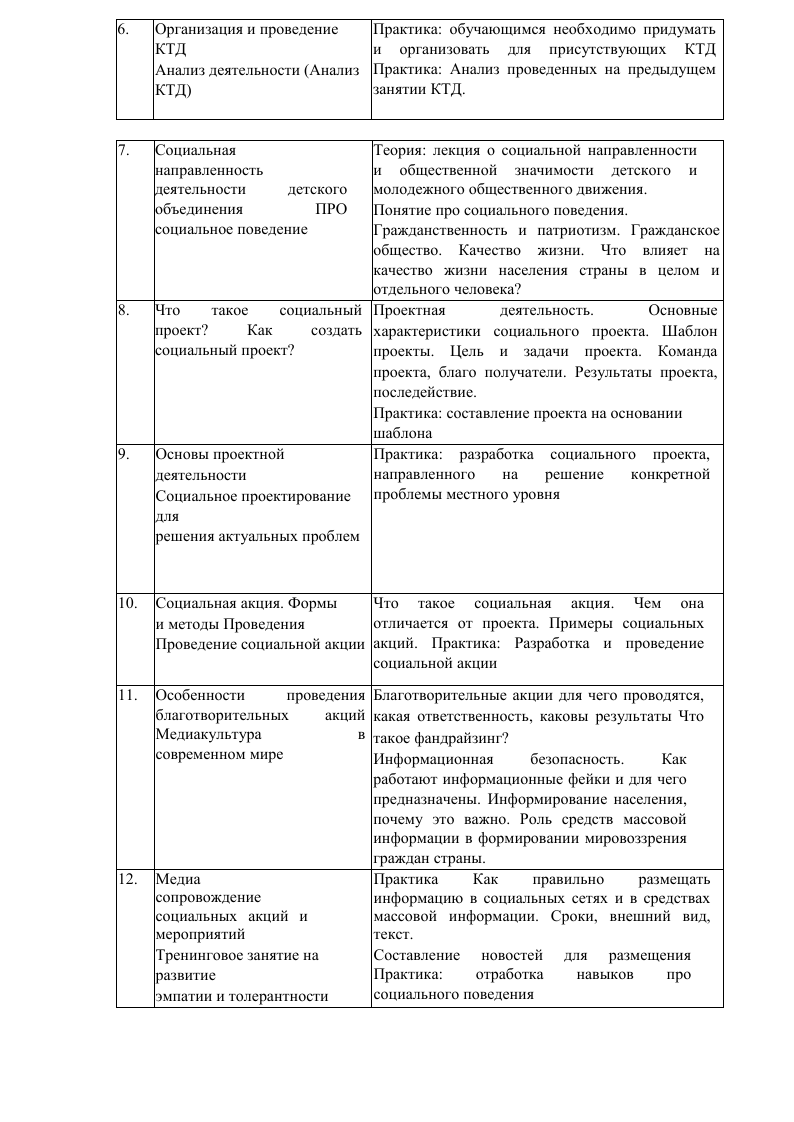 6.
Организация и проведение
КТД
Анализ деятельности (Анализ
КТД)
Практика: обучающимся необходимо придумать
и организовать для присутствующих КТД
Практика: Анализ проведенных на предыдущем
занятии КТД.
7.
Социальная
направленность
деятельности детского
объединения ПРО
социальное поведение
Теория: лекция о социальной направленности
и общественной значимости детского и
молодежного общественного движения.
Понятие про социального поведения.
Гражданственность и патриотизм. Гражданское
общество. Качество жизни. Что влияет на
качество жизни населения страны в целом и
отдельного человека?
8.
Что такое социальный
проект? Как создать
социальный проект?
Проектная деятельность. Основные
характеристики социального проекта. Шаблон
проекты. Цель и задачи проекта. Команда
проекта, благо получатели. Результаты проекта,
последействие.
Практика: составление проекта на основании
шаблона
9.
Основы проектной
деятельности
Социальное проектирование
для
решения актуальных проблем
Практика: разработка социального проекта,
направленного на решение конкретной
проблемы местного уровня
10.
Социальная акция. Формы
и методы Проведения
Проведение социальной акции
Что такое социальная акция. Чем она
отличается от проекта. Примеры социальных
акций. Практика: Разработка и проведение
социальной акции
11.
Особенности проведения
благотворительных акций
Медиакультура в
современном мире
Благотворительные акции для чего проводятся,
какая ответственность, каковы результаты Что
такое фандрайзинг?
Информационная безопасность. Как
работают информационные фейки и для чего
предназначены. Информирование населения,
почему это важно. Роль средств массовой
информации в формировании мировоззрения
граждан страны.
12.
Медиа
сопровождение
социальных акций и
мероприятий
Тренинговое занятие на
развитие
эмпатии и толерантности
Практика Как правильно размещать
информацию в социальных сетях и в средствах
массовой информации. Сроки, внешний вид,
текст.
Составление новостей для размещения
Практика: отработка навыков про
социального поведения